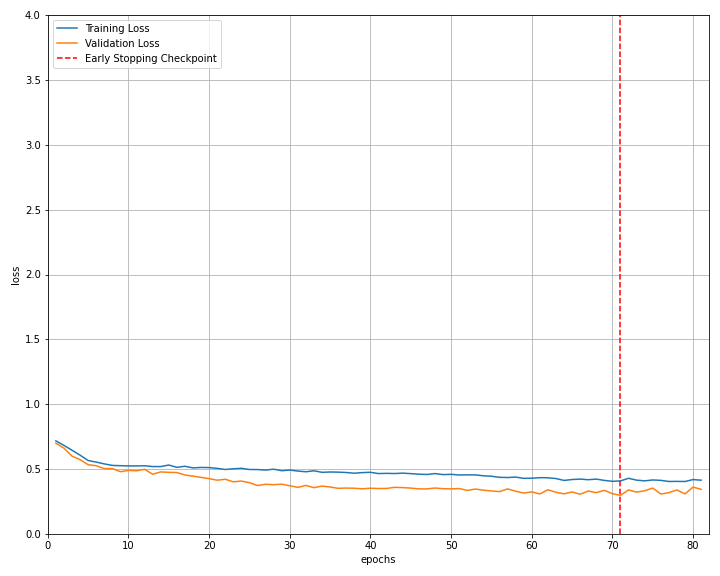 4.0
3.5
3.0
2.5
2.0
1.5
1.0
0.5
0.0
loss
Training Loss
Validation Loss
Early Stopping Checkpoint
0 10 20 30 40 50 60 70 80
epochs